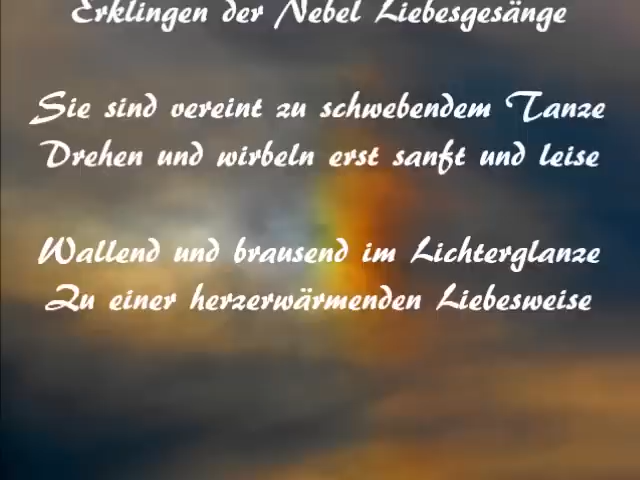 Erklingen der Nebel Liebesgesänge
Sie sind vereint zu schwebendem Tanze
Drehen und wirbeln erst sanft und leise
Wallend und brausend im Lichterglanze
Zu einer herzerwärmenden Liebesweise